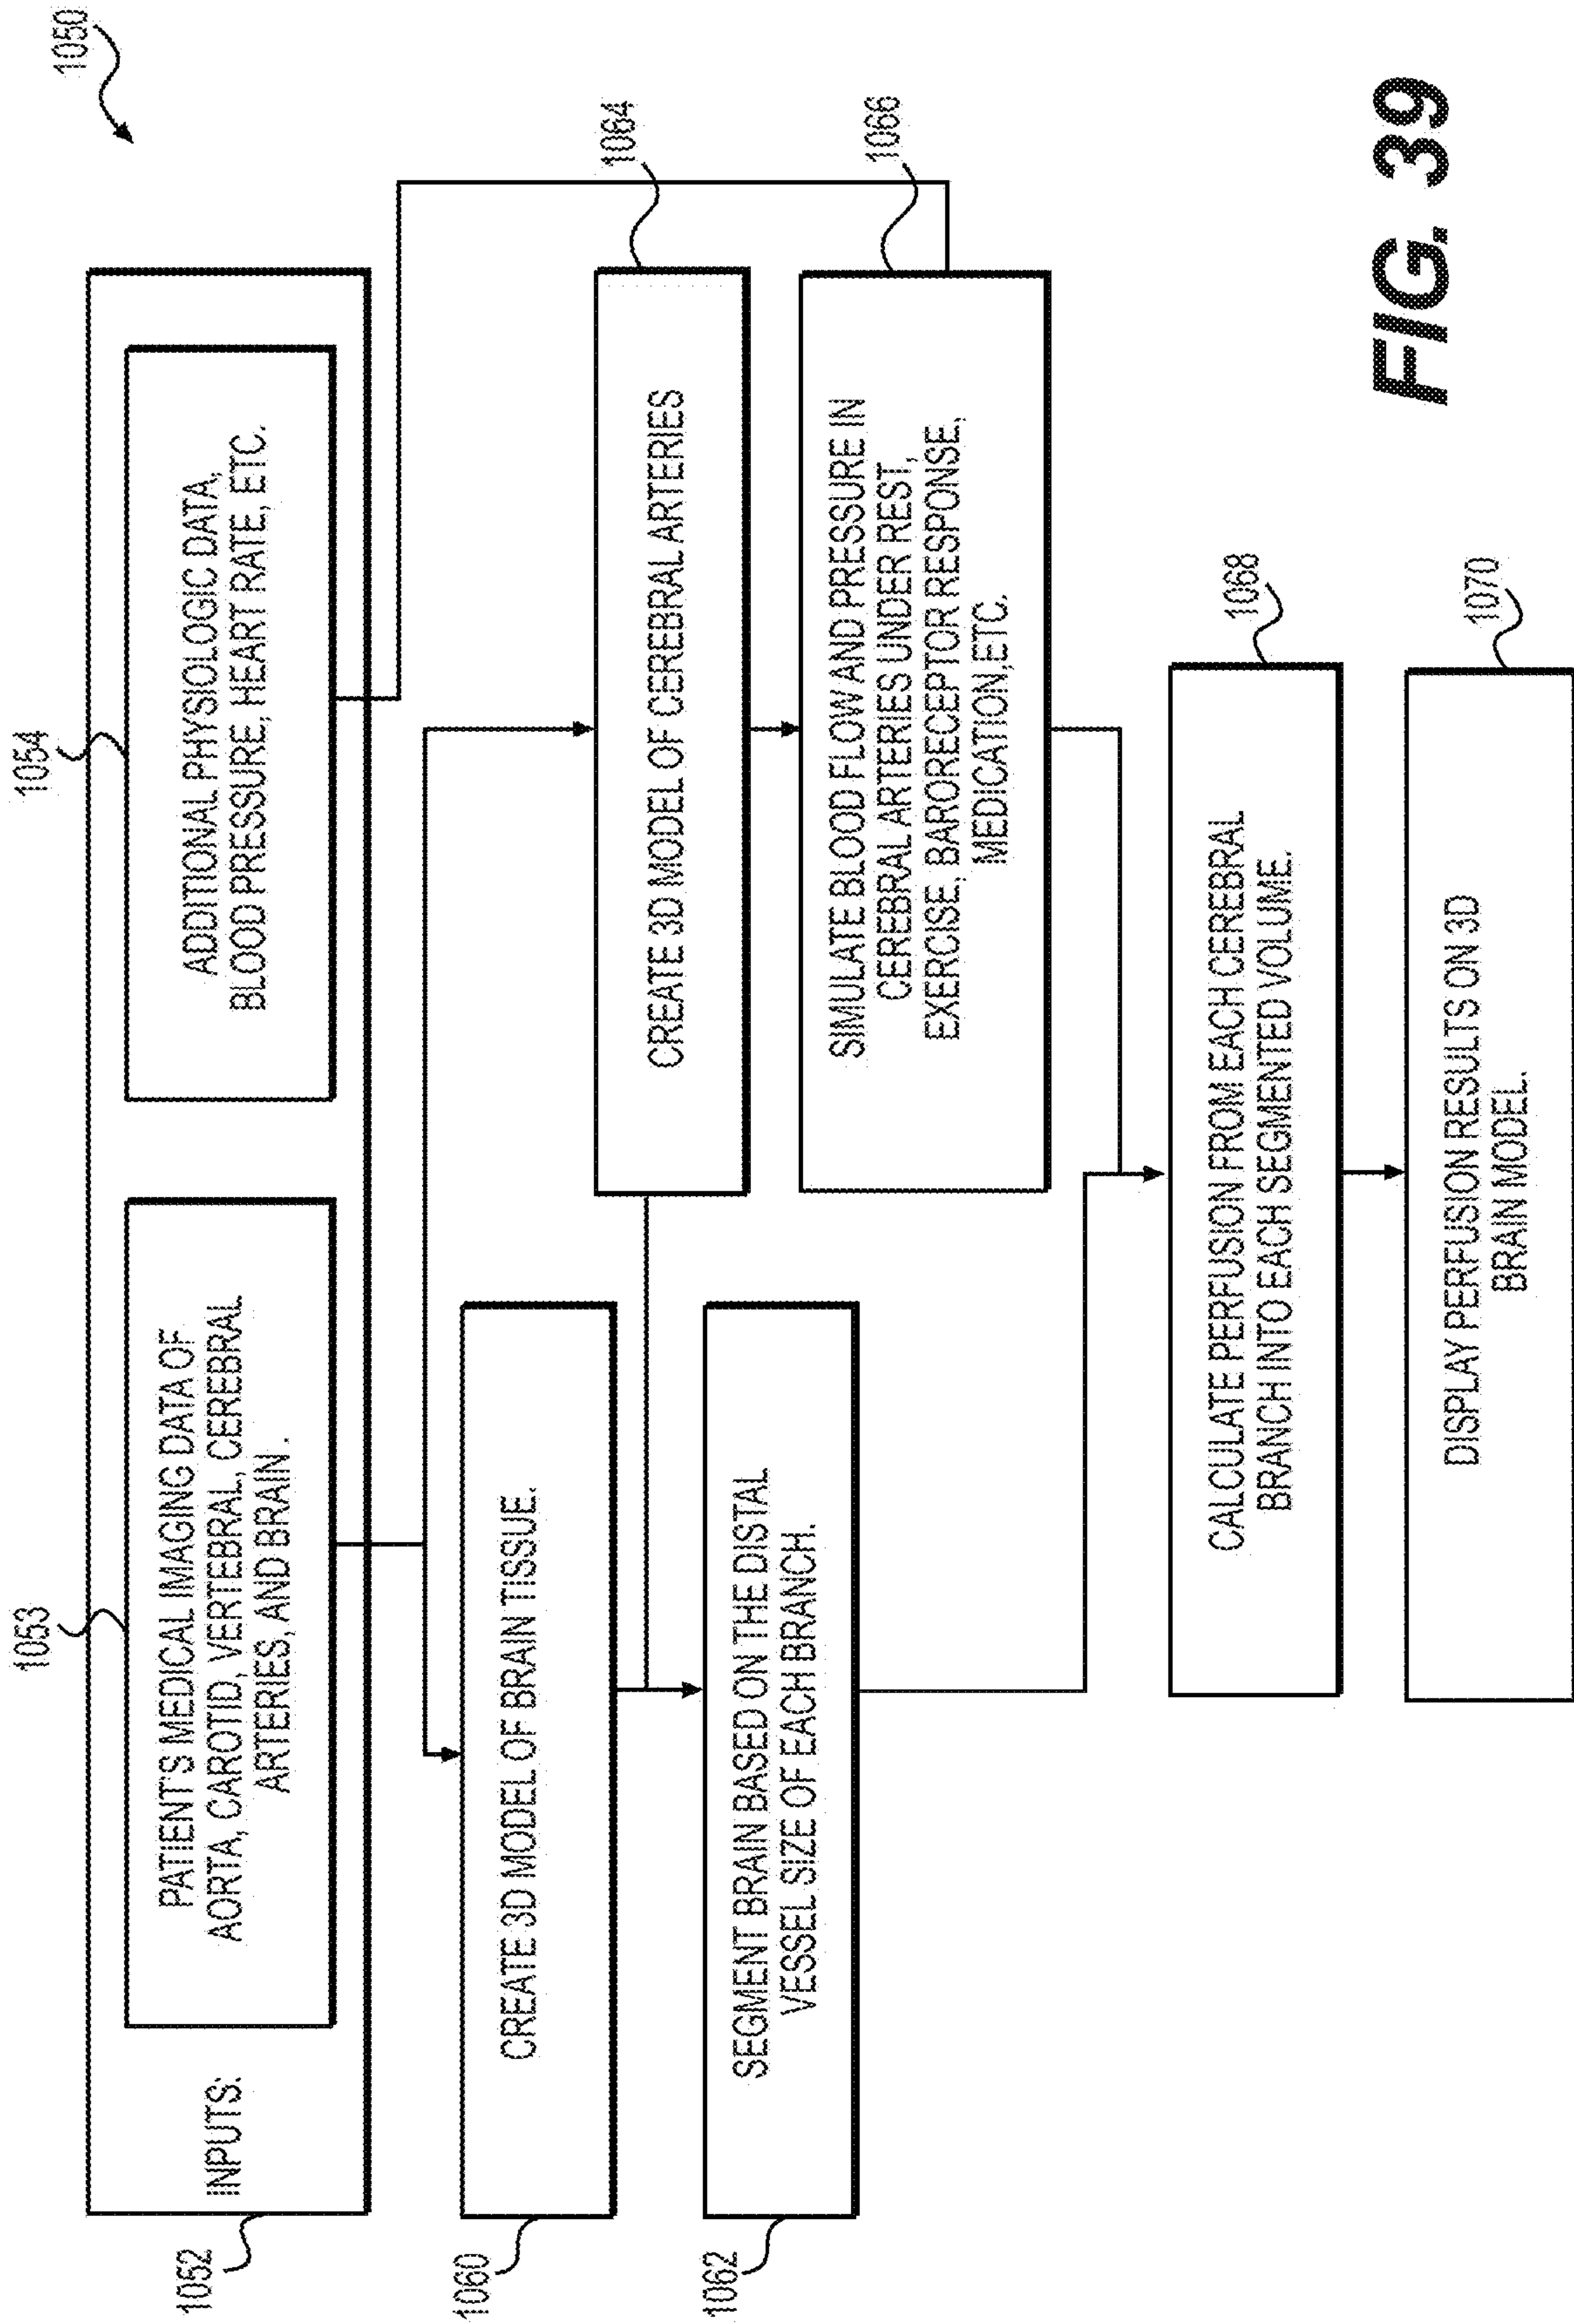 1050
1054
1053
1052
INPUTS:
PATIENT'S MEDICAL IMAGING DATA OF
AORTA, CAROTID, VERTEBRAL, CEREBRAL
ARTERIES, AND BRAIN .
ADDITIONAL PHYSIOLOGIC DATA,
BLOOD PRESSURE, HEART RATE, ETC.
1060
CREATE 3D MODEL OF BRAIN TISSUE.
1064
CREATE 3D MODEL OF CEREBRAL ARTERIES
1062
SEGMENT BRAIN BASED ON THE DISTAL
VESSEL SIZE OF EACH BRANCH.
1066
SIMULATE BLOOD FLOW AND PRESSURE IN
CEREBRAL ARTERIES UNDER REST,
EXERCISE, BARORECEPTOR RESPONSE,
MEDICATION,ETC.
1068
CALCULATE PERFUSION FROM EACH CEREBRAL
BRANCH INTO EACH SEGMENTED VOLUME.
1070
DISPLAY PERFUSION RESULTS ON 3D
BRAIN MODEL.
FIG. 39